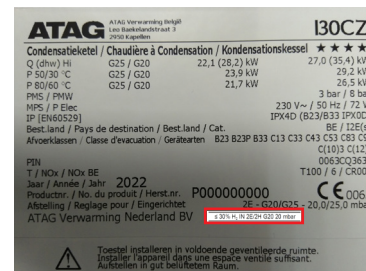 ATAG ATAG Verwarming België I30CZ
Leo Baekelandstraat 3
2950 Kapellen
Condensatieketel / Chaudière à Condensation / Kondensationskessel ★ ★ ★ ★
Q (dhw) Hi G25 / G20 22,1 (28,2) kW 27,0 (35,4) kW
P 50/30 °C G25 / G20 23,9 kW 29,2 kW
P 80/60 °C G25 / G20 21,7 kW 26,5 kW
PMS / PMW 3 bar / 8 ba
MPS / P Elec 230 V~ / 50 Hz / 72 W
IP [EN60529] IPX4D (B23/B33 IPX0D
Best.land / Pays de destination / Best.land / Cat. BE / I2E(s
Afvoerklassen / Classe d'evacuation / Gerätearten B23 B23P B33 C13 C33 C43 C53 C83 C9
C(10)3 C(12)
PIN 0063CQ363
T / NOx / NOx BE T100 / 6 / CR00
Jaar / Année / Jahr 2022
Productnr. / No. du produit / Herst.nr. P000000000 CE 006
Afstelling / Reglage pour / Eingerichtet 2E - G20/G25 - 20,0/25,0 mba
ATAG Verwarming Nederland BV ≤ 30% H₂ IN 2E/2H G20 20 mbar
Toestel installeren in voldoende geventileerde ruimte.
Installer l'appareil dans une espace ventilé suffisant.
Aufstellen in gut belüftetem Raum.